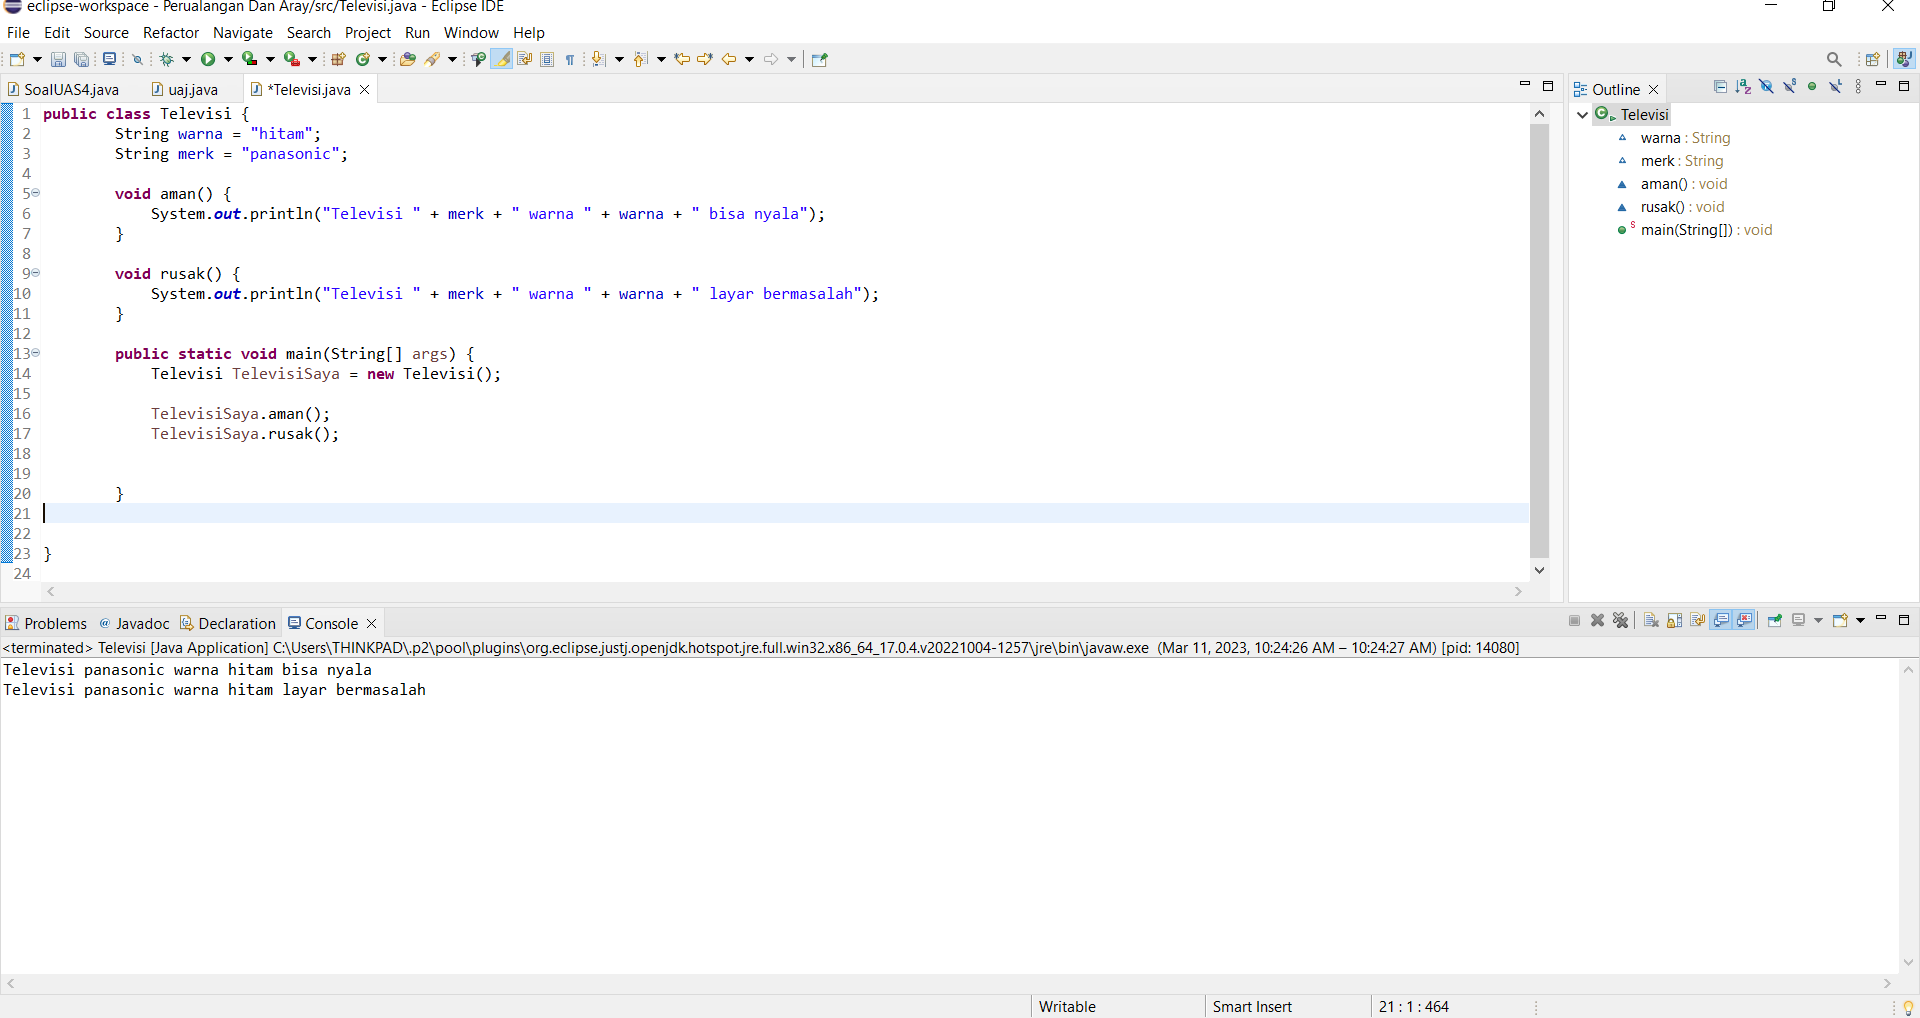 eclipse-workspace - Perualangan Dan Aray/src/Televisi.java - Eclipse IDE
File Edit Source Refactor Navigate Search Project Run Window Help
SoalUAS4.java uaj.java *Televisi.java
1 public class Televisi {
2 String warna = "hitam";
3 String merk = "panasonic";
4
5 void aman() {
6 System.out.println("Televisi " + merk + " warna " + warna + " bisa nyala");
7 }
8
9 void rusak() {
10 System.out.println("Televisi " + merk + " warna " + warna + " layar bermasalah");
11 }
12
13 public static void main(String[] args) {
14 Televisi TelevisiSaya = new Televisi();
15
16 TelevisiSaya.aman();
17 TelevisiSaya.rusak();
18
19
20 }
21
22
23 }
24
Outline
Televisi
warna : String
merk : String
aman() : void
rusak() : void
main(String[]) : void
Problems @ Javadoc Declaration Console
<terminated> Televisi [Java Application] C:\Users\THINKPAD\.p2\pool\plugins\org.eclipse.justj.openjdk.hotspot.jre.full.win32.x86_64_17.0.4.v20221004-1257\jre\bin\javaw.exe (Mar 11, 2023, 10:24:26 AM – 10:24:27 AM) [pid: 14080]
Televisi panasonic warna hitam bisa nyala
Televisi panasonic warna hitam layar bermasalah
Writable Smart Insert 21 : 1 : 464